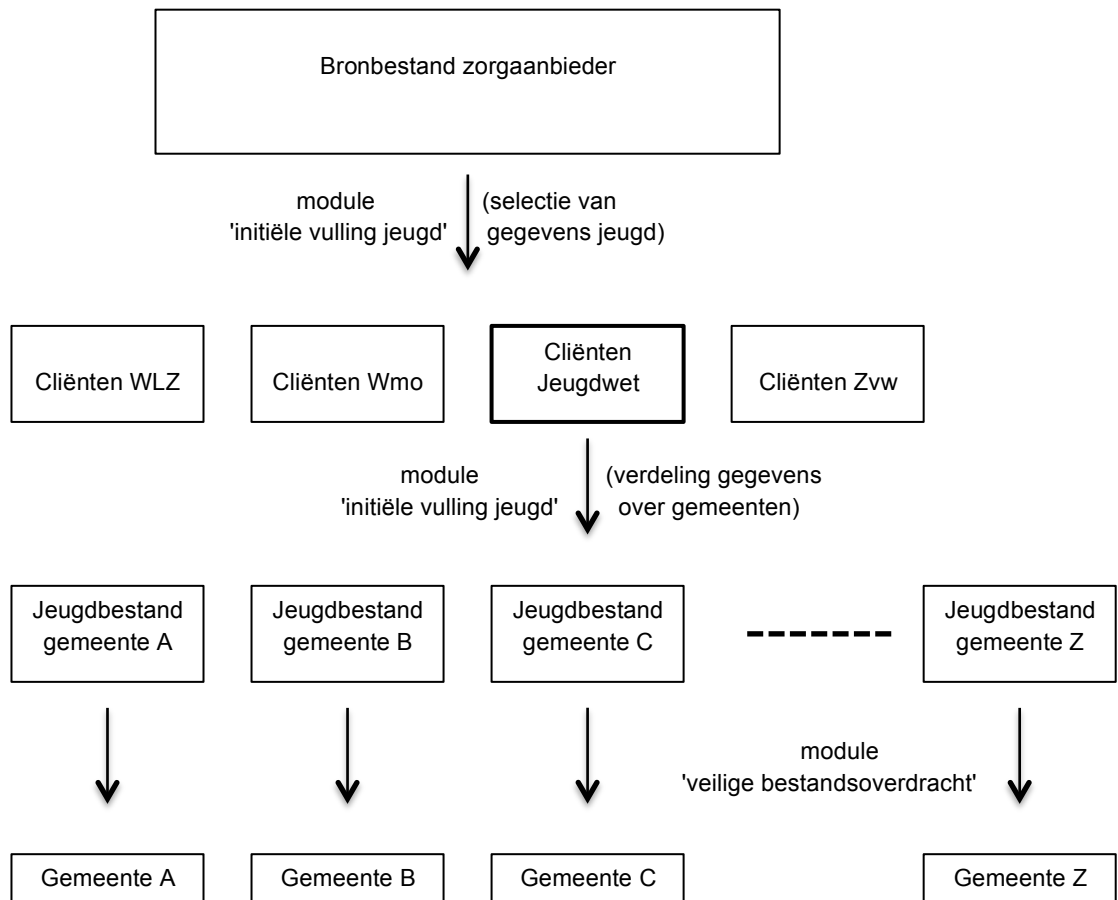 Bronbestand zorgaanbieder
module
'initiële vulling jeugd'
(selectie van
gegevens jeugd)
Cliënten WLZ
Cliënten Wmo
Cliënten
Jeugdwet
Cliënten Zvw
module
'initiële vulling jeugd'
(verdeling gegevens
over gemeenten)
Jeugdbestand
gemeente A
Jeugdbestand
gemeente B
Jeugdbestand
gemeente C
Jeugdbestand
gemeente Z
module
'veilige bestandsoverdracht'
Gemeente A
Gemeente B
Gemeente C
Gemeente Z